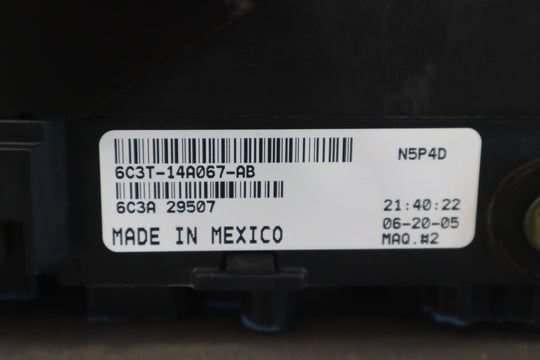 N5P4D
6C3T-14A067-AB
6C3A 29507
21:40:22
06-20-05
MADE IN MEXICO
MAQ.#2